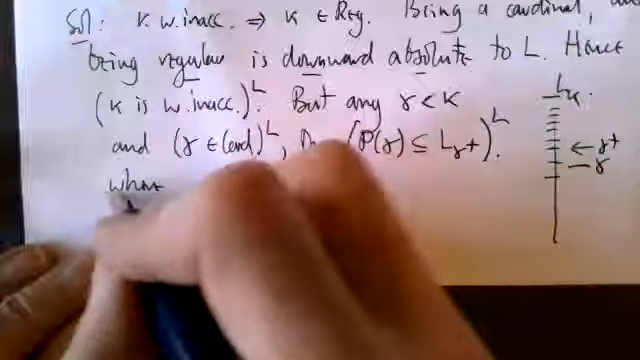 Sol: κ w.inacc. ⇒ κ ∈ Reg. Being a cardinal, and
being regular is downward absolute to L. Hence
(κ is w.inacc.)^L. But any γ < κ
and (γ ∈ Card)^L, (P(γ) ⊆ L_γ+)^L.
where
L_κ.
← γ+
– γ